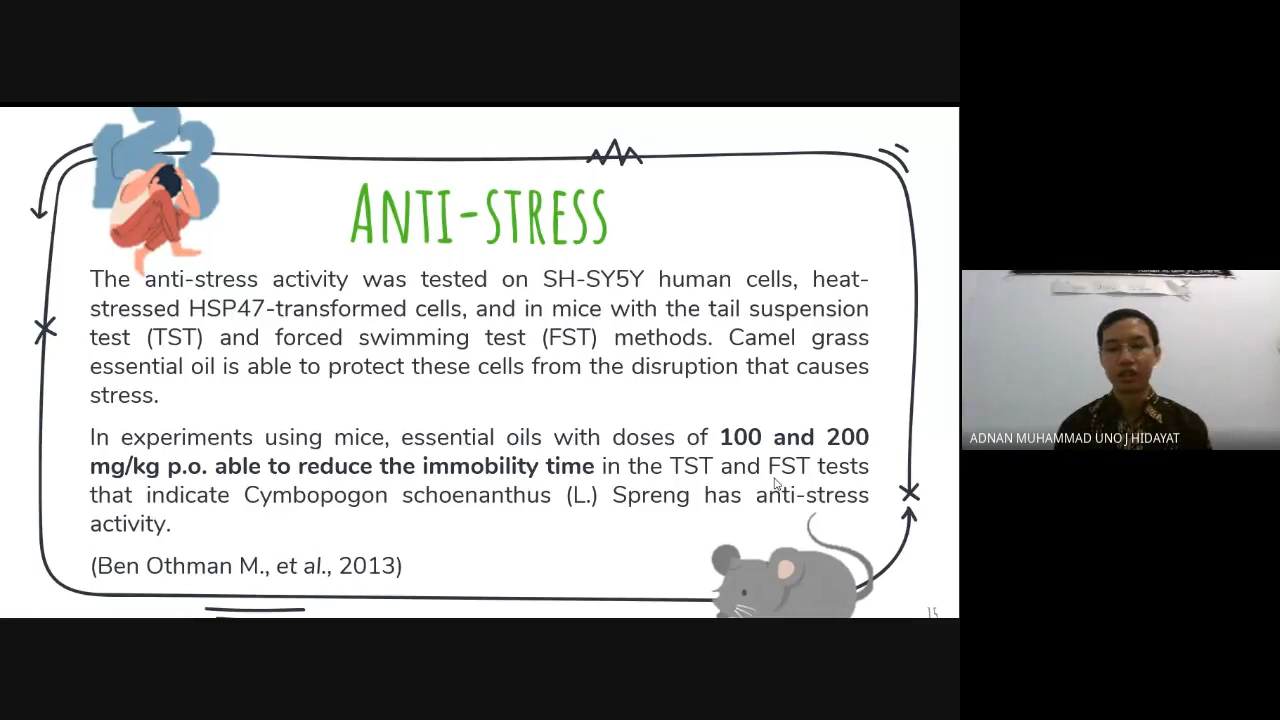 ANTI-STRESS
The anti-stress activity was tested on SH-SY5Y human cells, heat-
stressed HSP47-transformed cells, and in mice with the tail suspension
test (TST) and forced swimming test (FST) methods. Camel grass
essential oil is able to protect these cells from the disruption that causes
stress.
In experiments using mice, essential oils with doses of 100 and 200
mg/kg p.o. able to reduce the immobility time in the TST and FST tests
that indicate Cymbopogon schoenanthus (L.) Spreng has anti-stress
activity.
(Ben Othman M., et al., 2013)
ADNAN MUHAMMAD UNO J HIDAYAT